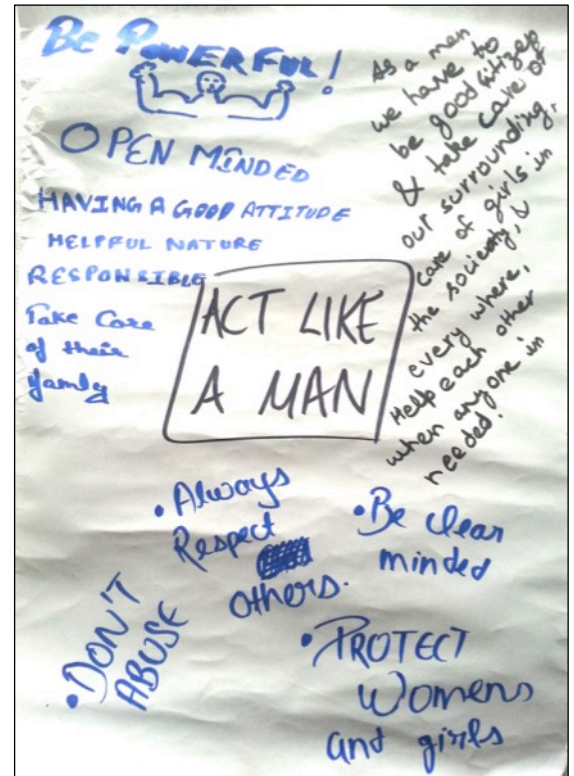 Be POWERFUL!
OPEN MINDED
HAVING A GOOD ATTITUDE
HELPFUL NATURE
RESPONSIBLE
Take Care
of their
family
As a men
we have to
be good citizen
& take care of
our surrounding,
care of girls in
the society, &
every where,
Help each other
when anyone in
needed!
ACT LIKE
A MAN
• Always
Respect
others.
• Be clear
minded
• DON'T
ABUSE
• PROTECT
Womens
and girls